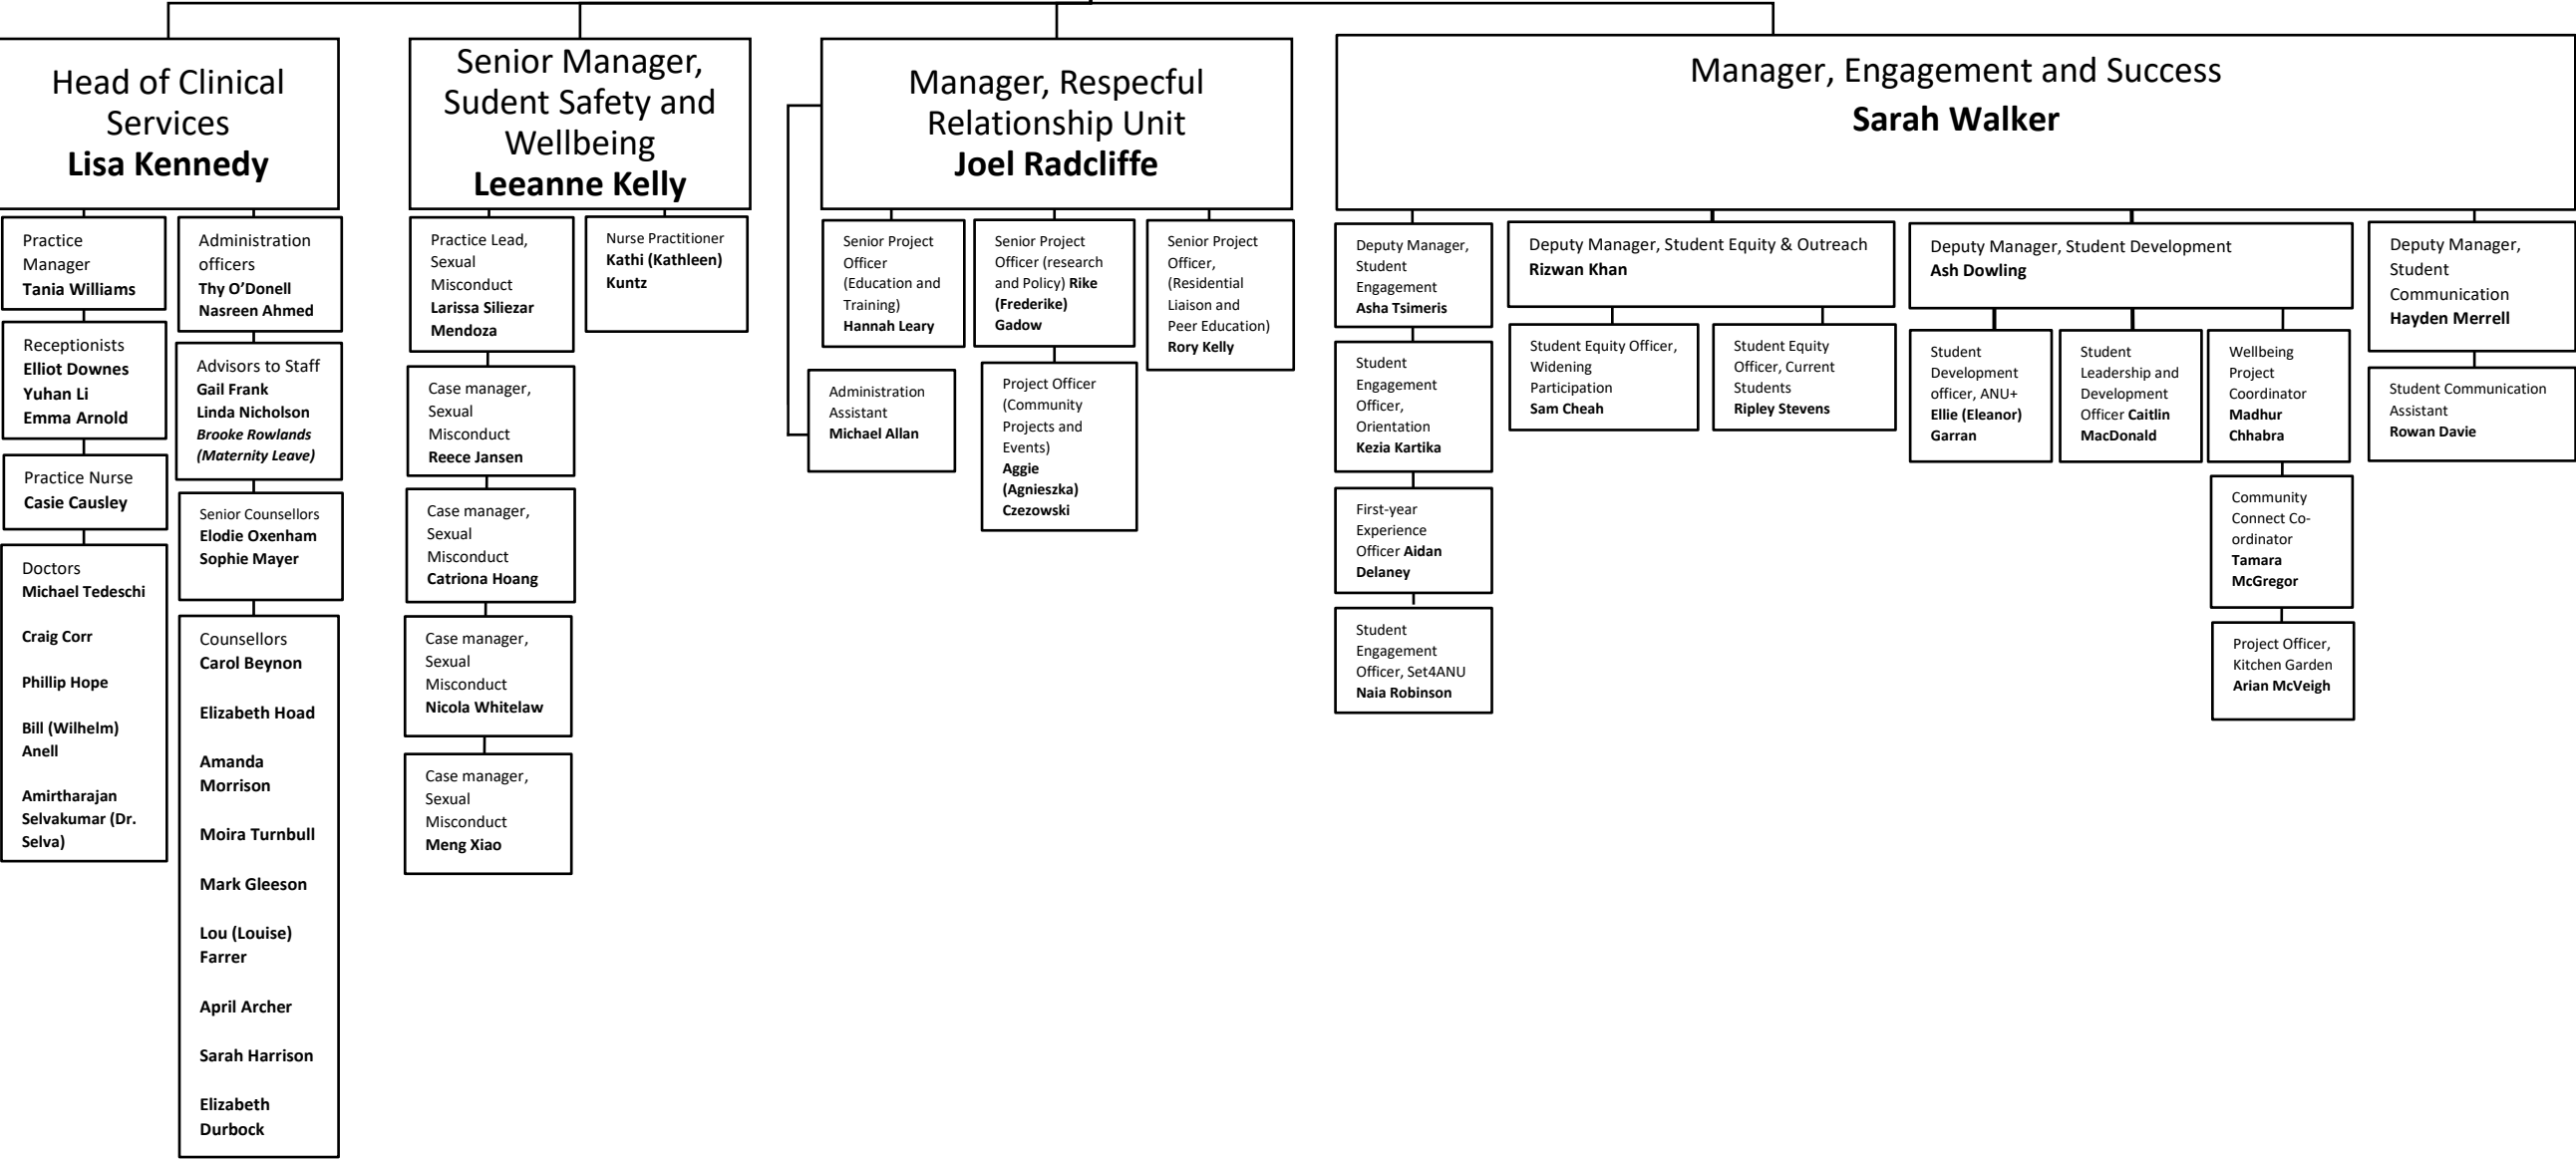 Head of Clinical
Services
Lisa Kennedy
Practice
Manager
Tania Williams
Receptionists
Elliot Downes
Yuhan Li
Emma Arnold
Practice Nurse
Casie Causley
Doctors
Michael Tedeschi
Craig Corr
Phillip Hope
Bill (Wilhelm)
Anell
Amirtharajan
Selvakumar (Dr.
Selva)
Administration
officers
Thy O’Donell
Nasreen Ahmed
Advisors to Staff
Gail Frank
Linda Nicholson
Brooke Rowlands
(Maternity Leave)
Senior Counsellors
Elodie Oxenham
Sophie Mayer
Counsellors
Carol Beynon
Elizabeth Hoad
Amanda
Morrison
Moira Turnbull
Mark Gleeson
Lou (Louise)
Farrer
April Archer
Sarah Harrison
Elizabeth
Durbock
Senior Manager,
Sudent Safety and
Wellbeing
Leeanne Kelly
Practice Lead,
Sexual
Misconduct
Larissa Siliezar
Mendoza
Case manager,
Sexual
Misconduct
Reece Jansen
Case manager,
Sexual
Misconduct
Catriona Hoang
Case manager,
Sexual
Misconduct
Nicola Whitelaw
Case manager,
Sexual
Misconduct
Meng Xiao
Nurse Practitioner
Kathi (Kathleen)
Kuntz
Manager, Respecful
Relationship Unit
Joel Radcliffe
Senior Project
Officer
(Education and
Training)
Hannah Leary
Administration
Assistant
Michael Allan
Senior Project
Officer (research
and Policy) Rike
(Frederike)
Gadow
Project Officer
(Community
Projects and
Events)
Aggie
(Agnieszka)
Czezowski
Senior Project
Officer,
(Residential
Liaison and
Peer Education)
Rory Kelly
Manager, Engagement and Success
Sarah Walker
Deputy Manager,
Student
Engagement
Asha Tsimeris
Student
Engagement
Officer,
Orientation
Kezia Kartika
First-year
Experience
Officer Aidan
Delaney
Student
Engagement
Officer, Set4ANU
Naia Robinson
Deputy Manager, Student Equity & Outreach
Rizwan Khan
Student Equity Officer,
Widening
Participation
Sam Cheah
Student Equity
Officer, Current
Students
Ripley Stevens
Deputy Manager, Student Development
Ash Dowling
Student
Development
officer, ANU+
Ellie (Eleanor)
Garran
Student
Leadership and
Development
Officer Caitlin
MacDonald
Wellbeing
Project
Coordinator
Madhur
Chhabra
Community
Connect Co-
ordinator
Tamara
McGregor
Project Officer,
Kitchen Garden
Arian McVeigh
Deputy Manager,
Student
Communication
Hayden Merrell
Student Communication
Assistant
Rowan Davie